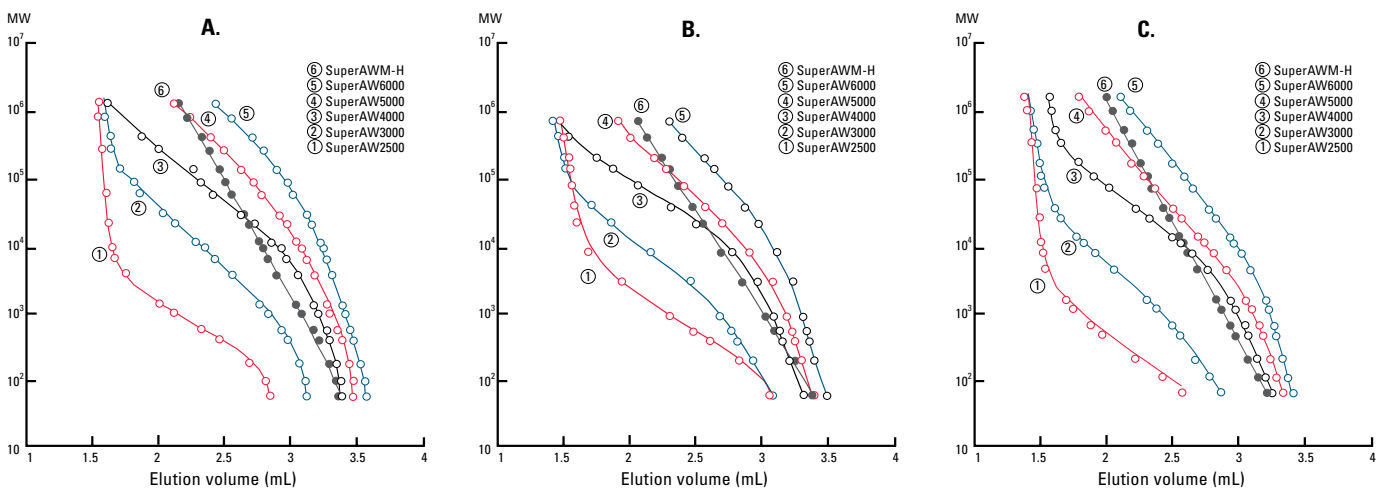 A.
MW
10⁷
10⁶
10⁵
10⁴
10³
10²
10
1
1.5
2
2.5
3
3.5
4
Elution volume (mL)
⑥ SuperAWM-H
⑤ SuperAW6000
④ SuperAW5000
③ SuperAW4000
② SuperAW3000
① SuperAW2500
⑥
⑤
④
③
②
①
B.
MW
10⁷
10⁶
10⁵
10⁴
10³
10²
10
1
1.5
2
2.5
3
3.5
4
Elution volume (mL)
⑥ SuperAWM-H
⑤ SuperAW6000
④ SuperAW5000
③ SuperAW4000
② SuperAW3000
① SuperAW2500
⑥
⑤
④
③
②
①
C.
MW
10⁷
10⁶
10⁵
10⁴
10³
10²
10
1
1.5
2
2.5
3
3.5
4
Elution volume (mL)
⑥ SuperAWM-H
⑤ SuperAW6000
④ SuperAW5000
③ SuperAW4000
② SuperAW3000
① SuperAW2500
⑥
⑤
④
③
②
①